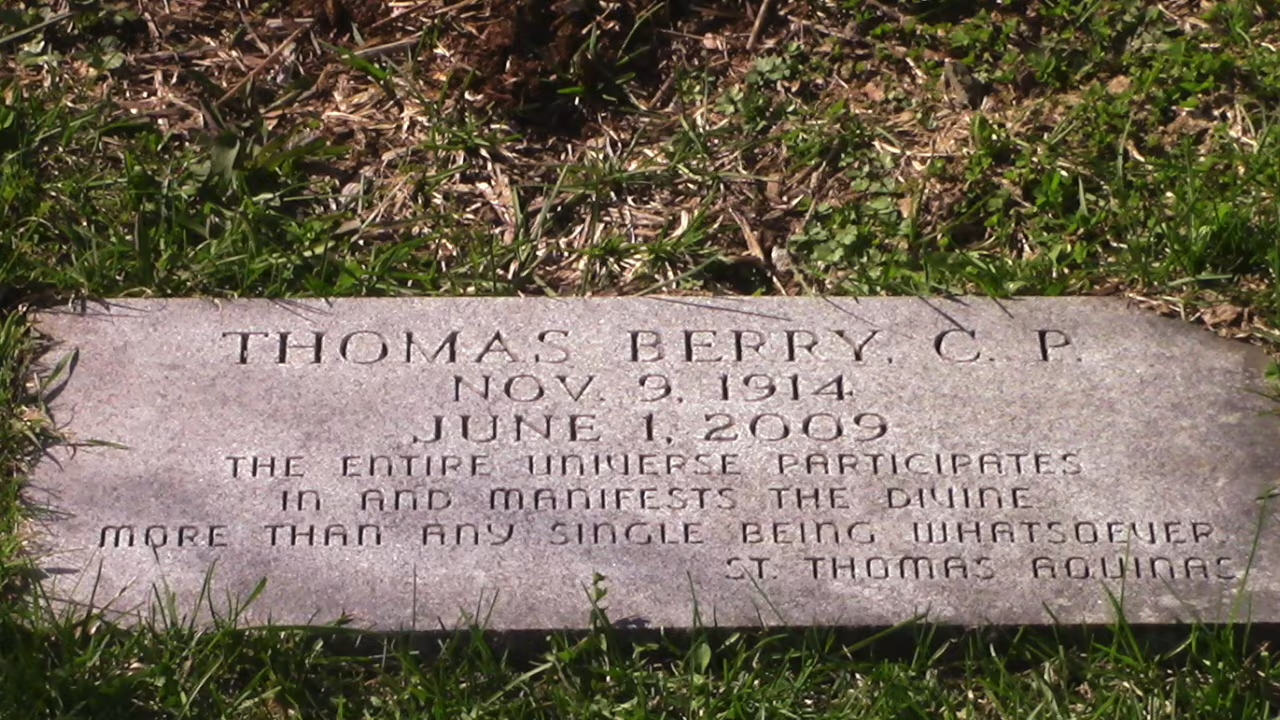 THOMAS BERRY, C. P.
NOV. 9, 1914
JUNE 1, 2009
THE ENTIRE UNIVERSE PARTICIPATES
IN AND MANIFESTS THE DIVINE
MORE THAN ANY SINGLE BEING WHATSOEVER.
ST. THOMAS AQUINAS